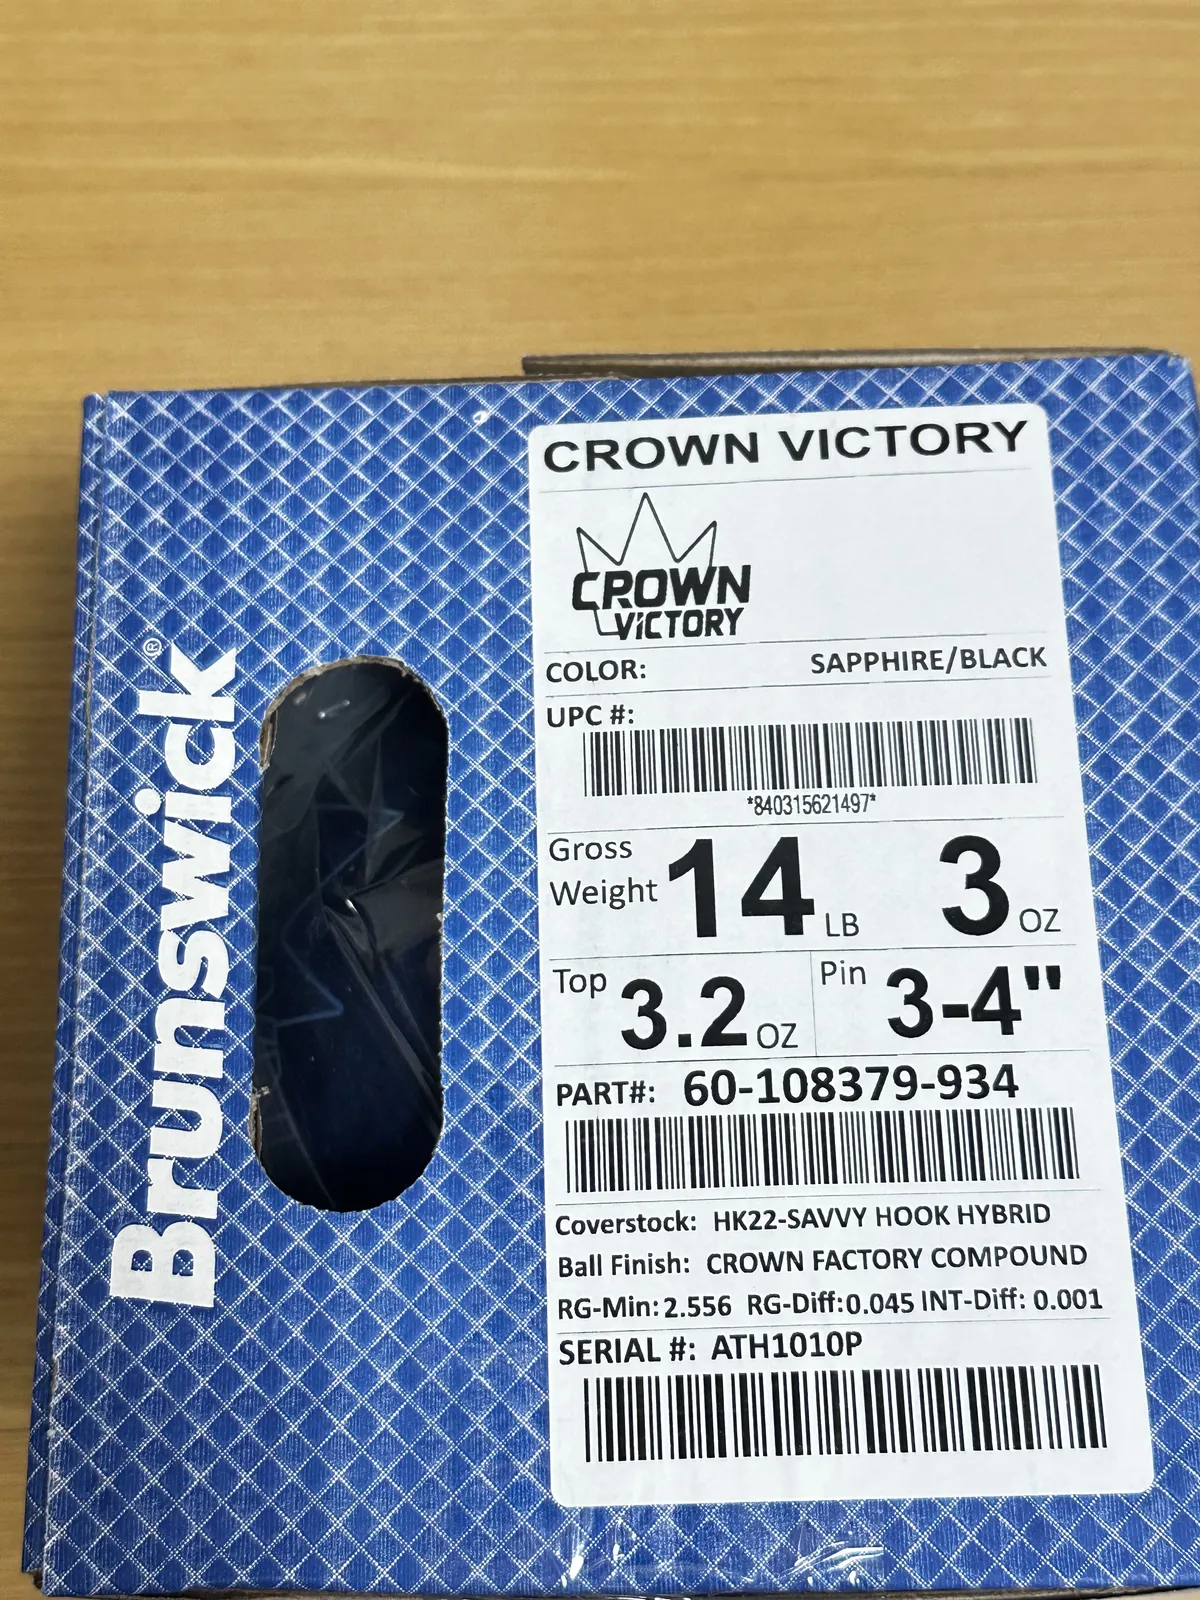 Brunswick®
CROWN VICTORY
CROWN
ViCTORY
COLOR: SAPPHIRE/BLACK
UPC #:
*840315621497*
Gross Weight 14 LB 3 OZ
Top 3.2 OZ Pin 3-4"
PART#: 60-108379-934
Coverstock: HK22-SAVVY HOOK HYBRID
Ball Finish: CROWN FACTORY COMPOUND
RG-Min: 2.556 RG-Diff: 0.045 INT-Diff: 0.001
SERIAL #: ATH1010P